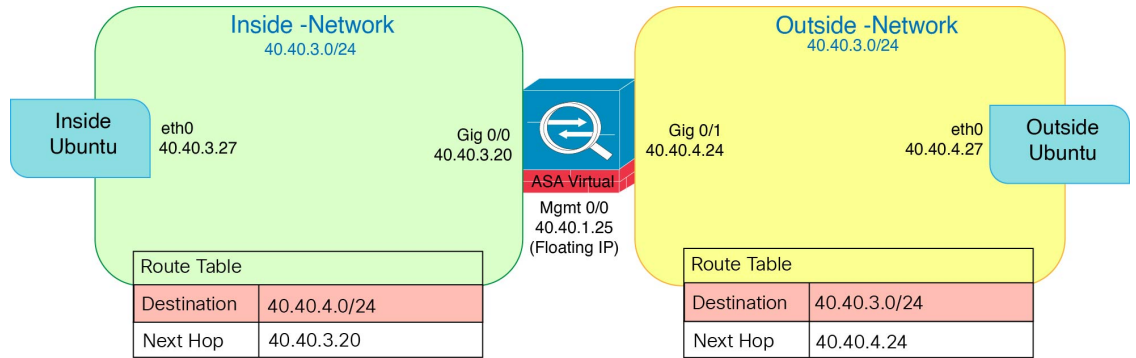 Inside -Network
40.40.3.0/24
Outside -Network
40.40.3.0/24
Inside
Ubuntu
eth0
40.40.3.27
Gig 0/0
40.40.3.20
ASA Virtual
Mgmt 0/0
40.40.1.25
(Floating IP)
Gig 0/1
40.40.4.24
eth0
40.40.4.27
Outside
Ubuntu
Route Table
Destination 40.40.4.0/24
Next Hop 40.40.3.20
Route Table
Destination 40.40.3.0/24
Next Hop 40.40.4.24